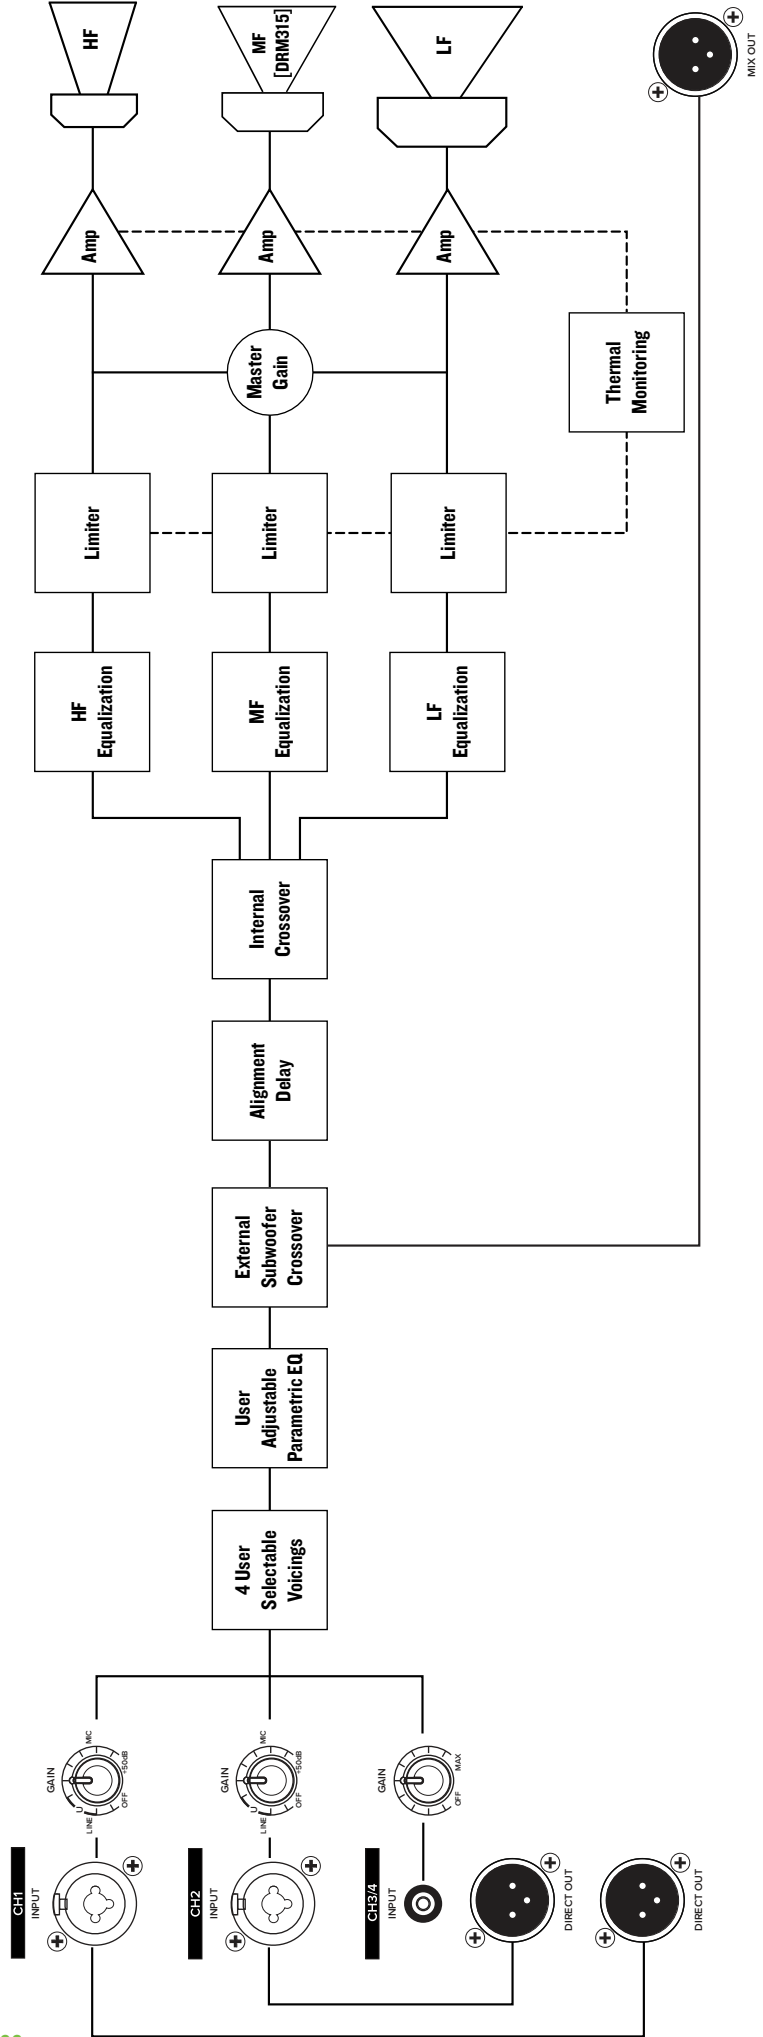 CH1
INPUT
GAIN
U
LINE
MIC
OFF
+50dB
CH2
INPUT
GAIN
U
LINE
MIC
OFF
+50dB
CH3/4
INPUT
GAIN
OFF
MAX
DIRECT OUT
DIRECT OUT
4 User
Selectable
Voicings
User
Adjustable
Parametric EQ
External
Subwoofer
Crossover
Alignment
Delay
Internal
Crossover
HF
Equalization
MF
Equalization
LF
Equalization
Limiter
Limiter
Limiter
Master
Gain
Thermal
Monitoring
Amp
Amp
Amp
HF
MF
[DRM315]
LF
MIX OUT